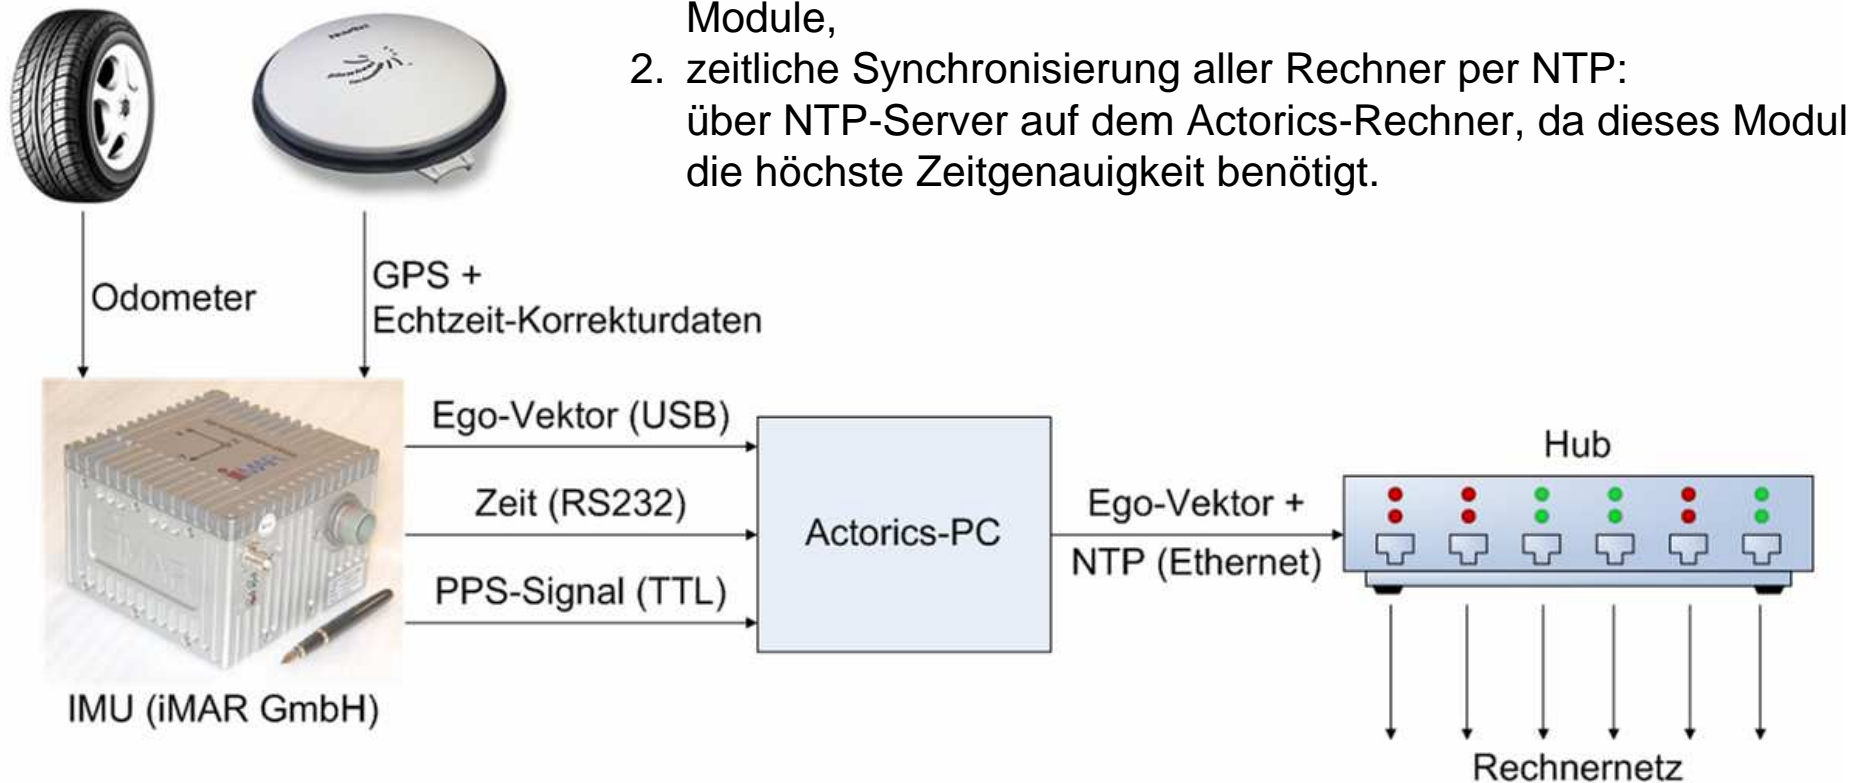 Module,
2. zeitliche Synchronisierung aller Rechner per NTP:
über NTP-Server auf dem Actorics-Rechner, da dieses Modul
die höchste Zeitgenauigkeit benötigt.
Odometer
GPS +
Echtzeit-Korrekturdaten
Ego-Vektor (USB)
Zeit (RS232)
PPS-Signal (TTL)
Actorics-PC
Ego-Vektor +
NTP (Ethernet)
Hub
IMU (iMAR GmbH)
Rechnernetz